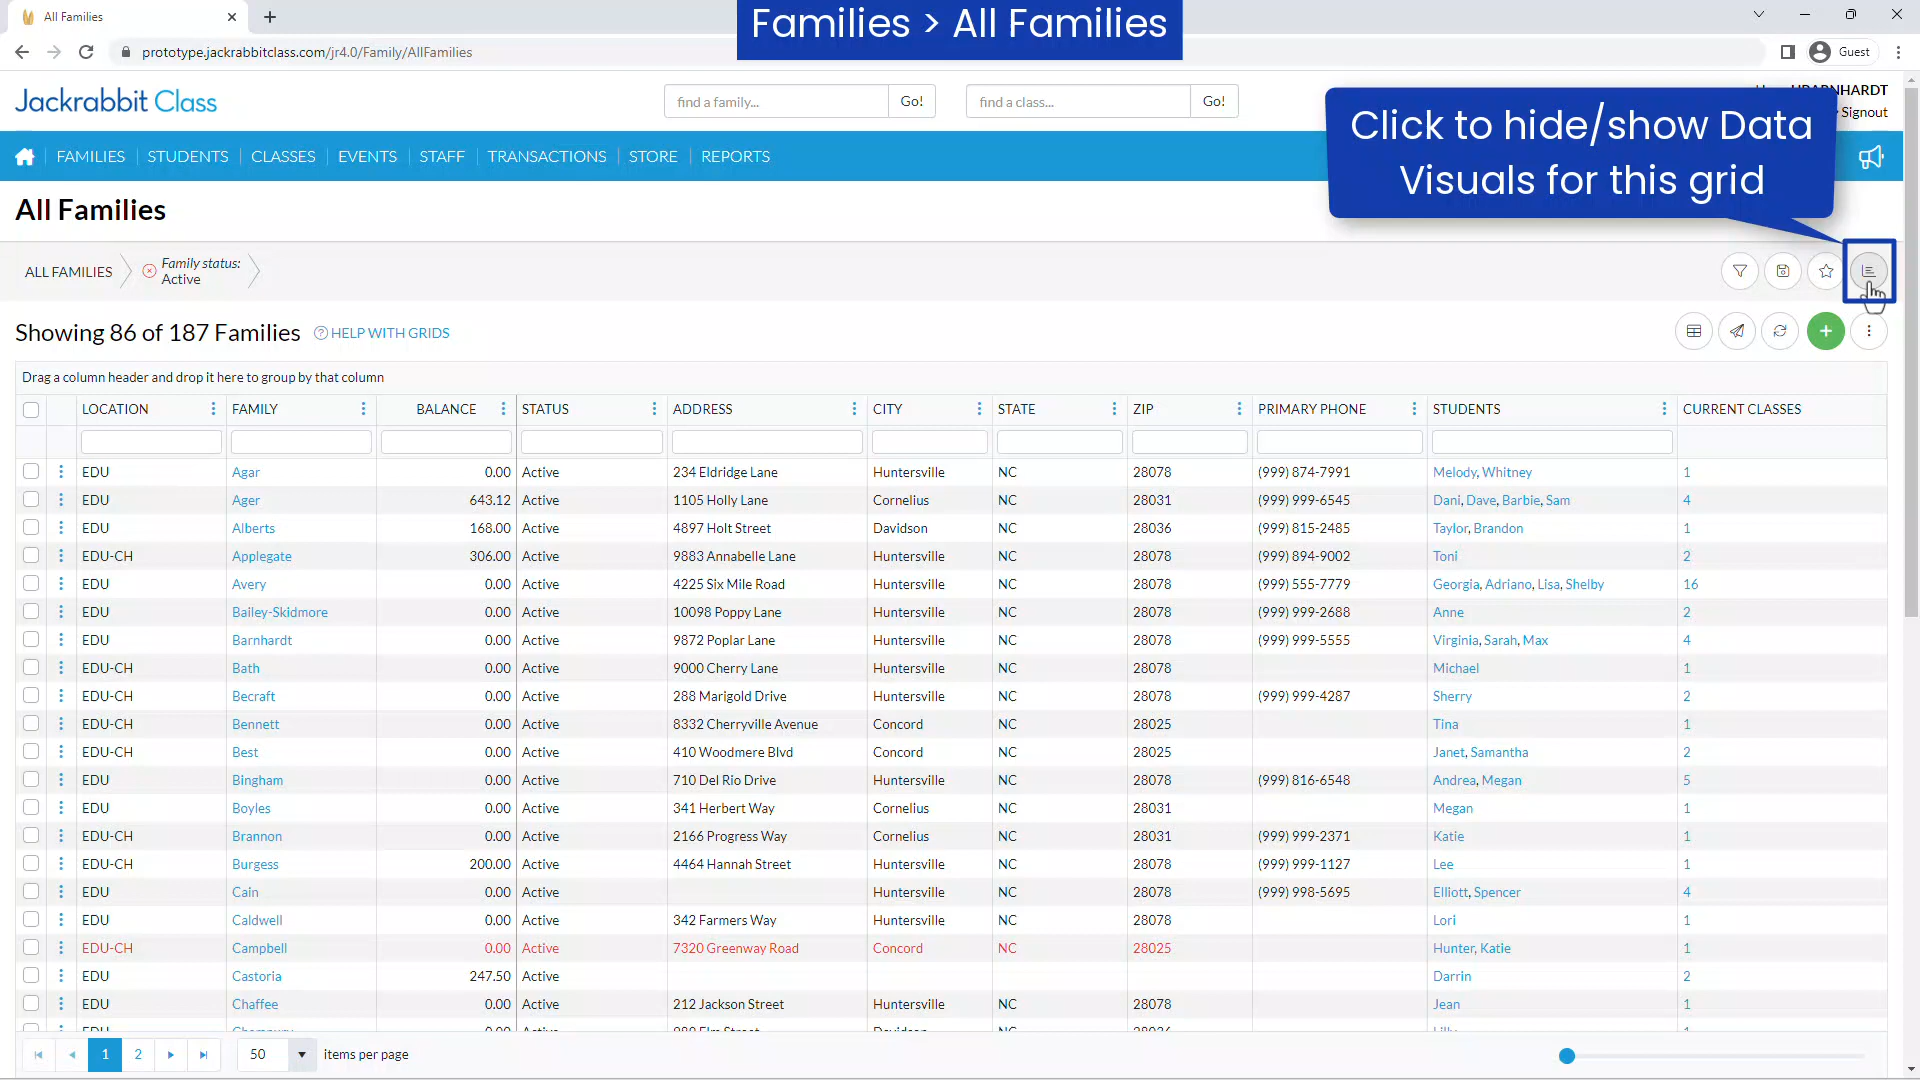 All Families
Families > All Families
prototype.jackrabbitclass.com/jr4.0/Family/AllFamilies
Guest
Jackrabbit Class
find a family...
Go!
find a class...
Go!
Signout
Click to hide/show Data
Visuals for this grid
FAMILIES STUDENTS CLASSES EVENTS STAFF TRANSACTIONS STORE REPORTS
All Families
ALL FAMILIES
Family status:
Active
Showing 86 of 187 Families
HELP WITH GRIDS
Drag a column header and drop it here to group by that column
LOCATION FAMILY BALANCE STATUS ADDRESS CITY STATE ZIP PRIMARY PHONE STUDENTS CURRENT CLASSES
EDU Agar 0.00 Active 234 Eldridge Lane Huntersville NC 28078 (999) 874-7991 Melody, Whitney 1
EDU Ager 643.12 Active 1105 Holly Lane Cornelius NC 28031 (999) 999-6545 Dani, Dave, Barbie, Sam 4
EDU Alberts 168.00 Active 4897 Holt Street Davidson NC 28036 (999) 815-2485 Taylor, Brandon 1
EDU-CH Applegate 306.00 Active 9883 Annabelle Lane Huntersville NC 28078 (999) 894-9002 Toni 2
EDU Avery 0.00 Active 4225 Six Mile Road Huntersville NC 28078 (999) 555-7779 Georgia, Adriano, Lisa, Shelby 16
EDU Bailey-Skidmore 0.00 Active 10098 Poppy Lane Huntersville NC 28078 (999) 999-2688 Anne 2
EDU Barnhardt 0.00 Active 9872 Poplar Lane Huntersville NC 28078 (999) 999-5555 Virginia, Sarah, Max 4
EDU-CH Bath 0.00 Active 9000 Cherry Lane Huntersville NC 28078 Michael 1
EDU-CH Becraft 0.00 Active 288 Marigold Drive Huntersville NC 28078 (999) 999-4287 Sherry 2
EDU-CH Bennett 0.00 Active 8332 Cherryville Avenue Concord NC 28025 Tina 1
EDU-CH Best 0.00 Active 410 Woodmere Blvd Concord NC 28025 Janet, Samantha 2
EDU Bingham 0.00 Active 710 Del Rio Drive Huntersville NC 28078 (999) 816-6548 Andrea, Megan 5
EDU Boyles 0.00 Active 341 Herbert Way Cornelius NC 28031 Megan 1
EDU-CH Brannon 0.00 Active 2166 Progress Way Cornelius NC 28031 (999) 999-2371 Katie 1
EDU-CH Burgess 200.00 Active 4464 Hannah Street Huntersville NC 28078 (999) 999-1127 Lee 1
EDU Cain 0.00 Active Huntersville NC 28078 (999) 998-5695 Elliott, Spencer 4
EDU Caldwell 0.00 Active 342 Farmers Way Huntersville NC 28078 Lori 1
EDU-CH Campbell 0.00 Active 7320 Greenway Road Concord NC 28025 Hunter, Katie 1
EDU Castoria 247.50 Active Darrin 2
EDU Chaffee 0.00 Active 212 Jackson Street Huntersville NC 28078 Jean 1
1 2 50 items per page